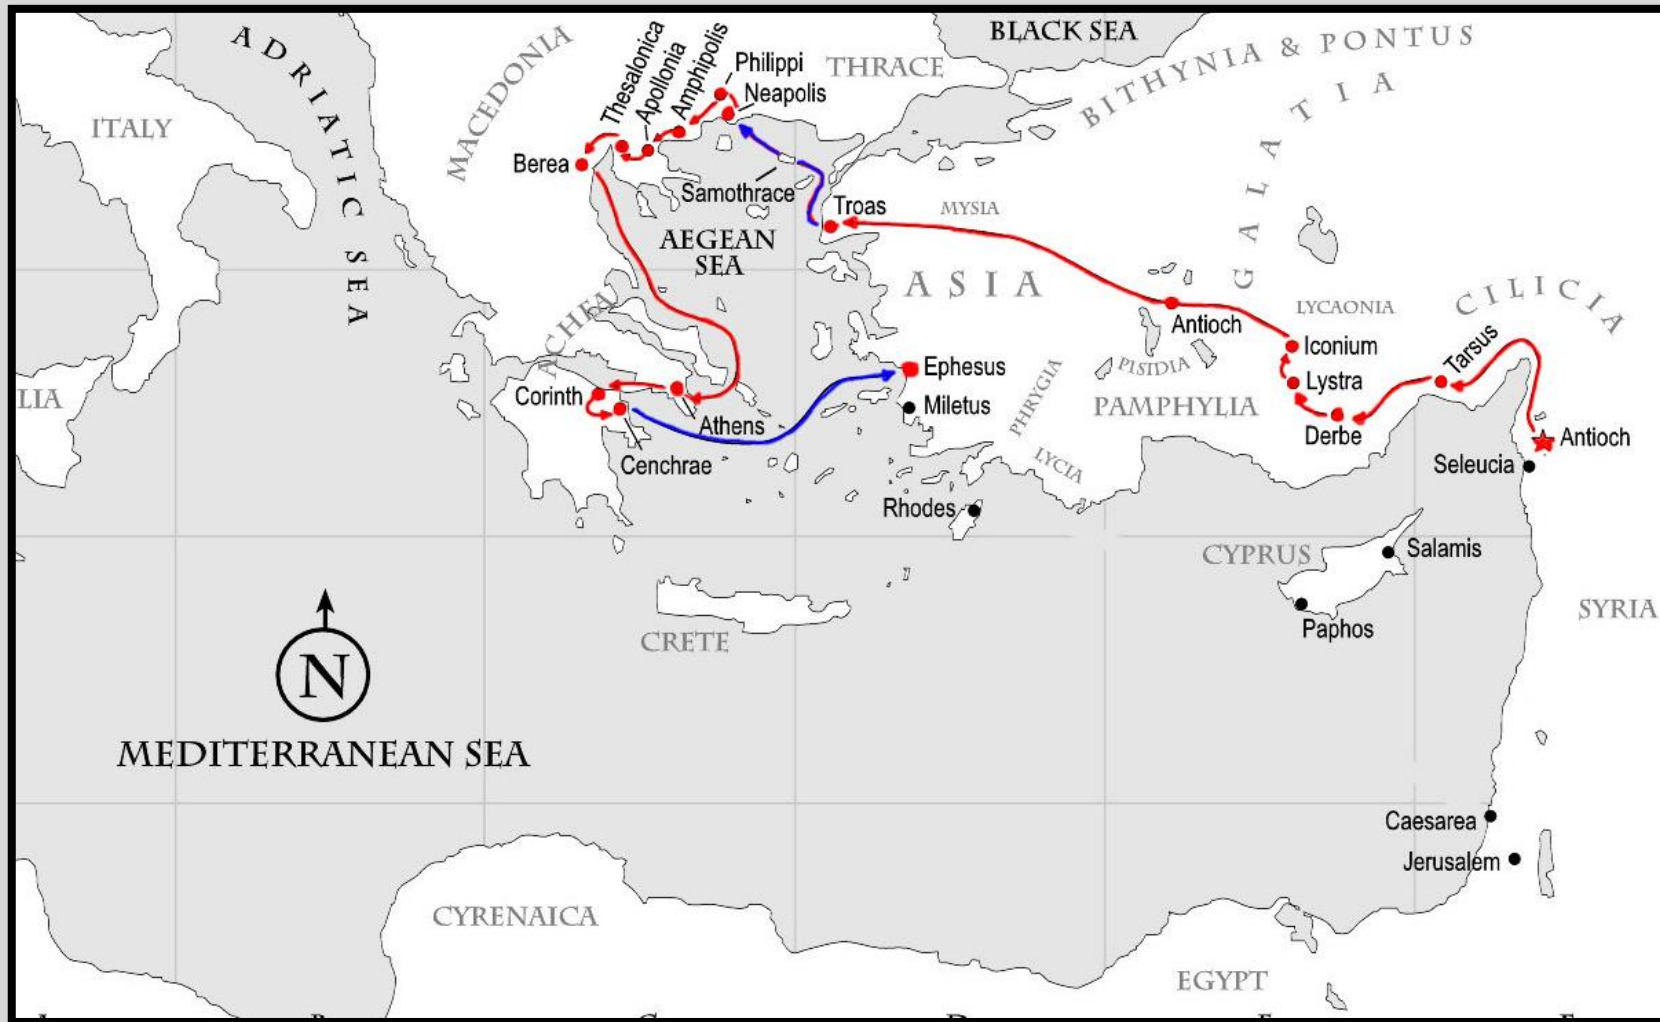 BLACK SEA
ADRIATIC SEA
MACEDONIA
Thesalonica
Apollonia
Amphipolis
Philippi
Neapolis
THRACE
BITHYNIA & PONTUS
GALATIA
ITALY
Berea
Samothrace
Troas
MYSIA
AEGEAN
SEA
ASIA
LYCAONIA
CILICIA
Antioch
Iconium
Tarsus
ACHEA
Ephesus
PHRYGIA
PISIDIA
Lystra
LIA
Corinth
Miletus
PAMPHYLIA
Athens
Derbe
Antioch
Cenchrae
LYCIA
Seleucia
Rhodes
CYPRUS
Salamis
SYRIA
Paphos
CRETE
N
MEDITERRANEAN SEA
Caesarea
Jerusalem
CYRENAICA
EGYPT